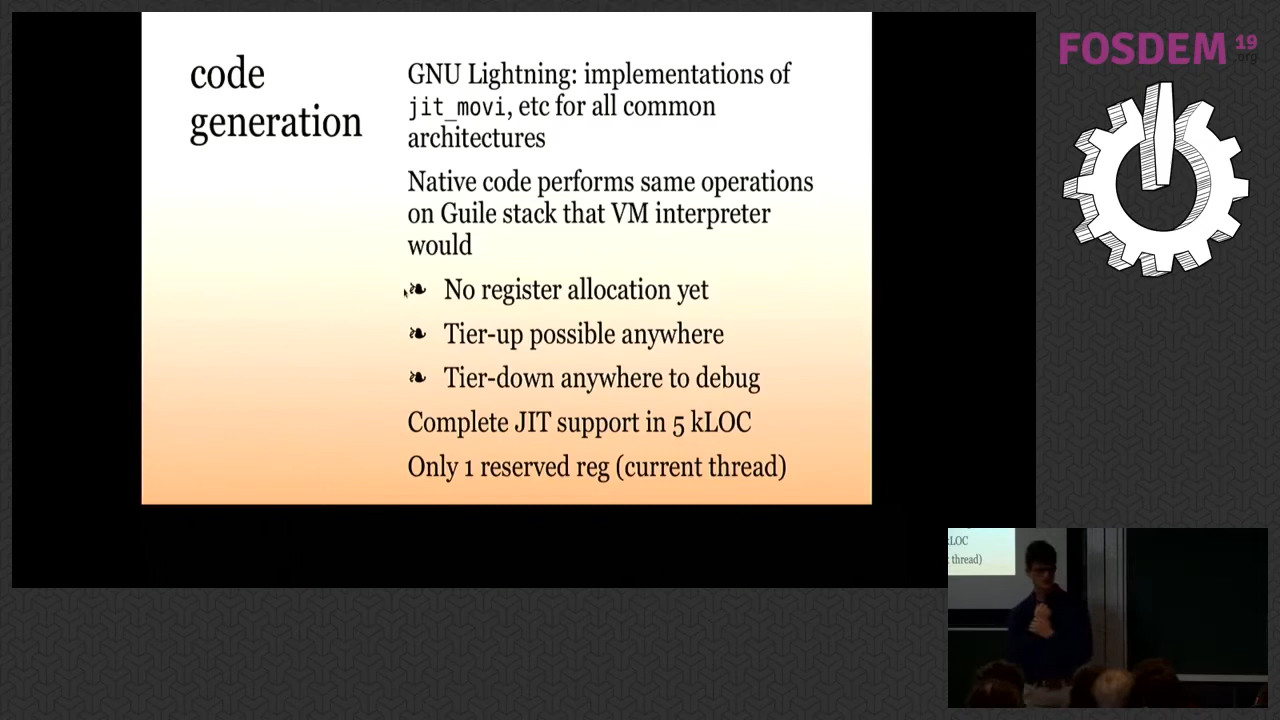 code
generation
GNU Lightning: implementations of
jit_movi, etc for all common
architectures
Native code performs same operations
on Guile stack that VM interpreter
would
❧ No register allocation yet
❧ Tier-up possible anywhere
❧ Tier-down anywhere to debug
Complete JIT support in 5 kLOC
Only 1 reserved reg (current thread)
FOSDEM 19
.org
kLOC
thread)